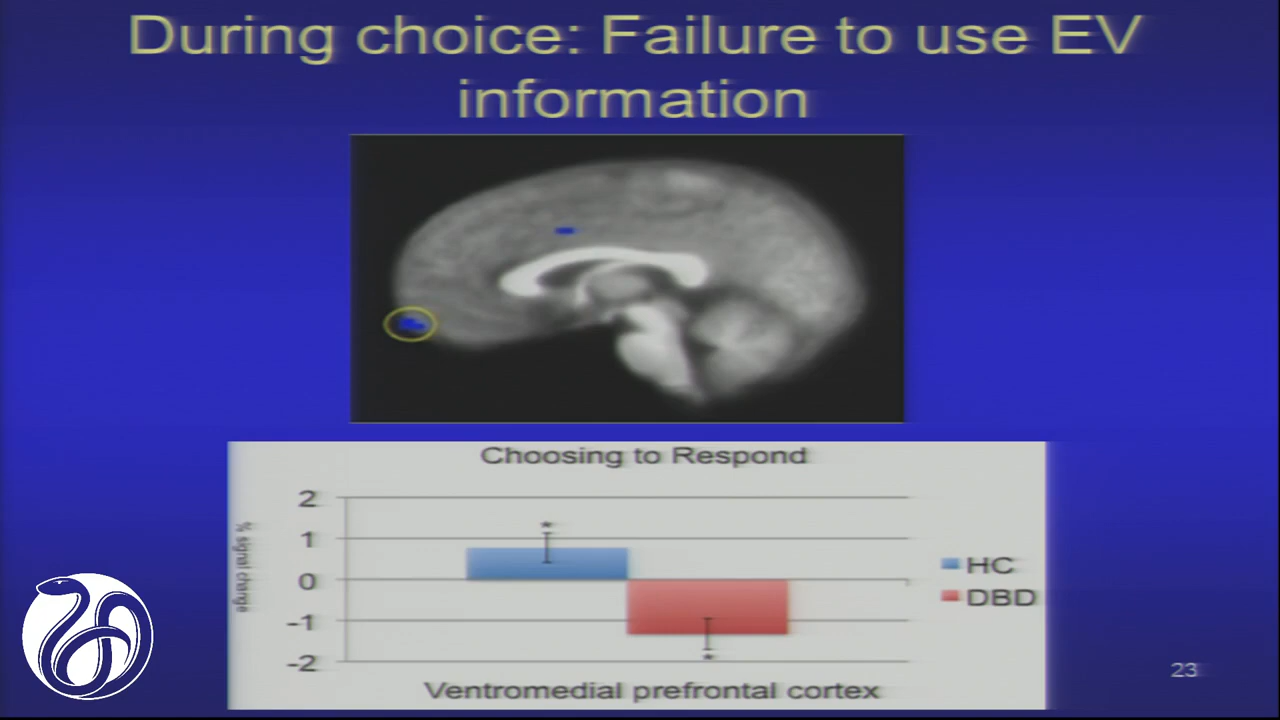 During choice: Failure to use EV
information
Choosing to Respond
% signal change
2
1
0
-1
-2
*
*
HC
DBD
Ventromedial prefrontal cortex
23